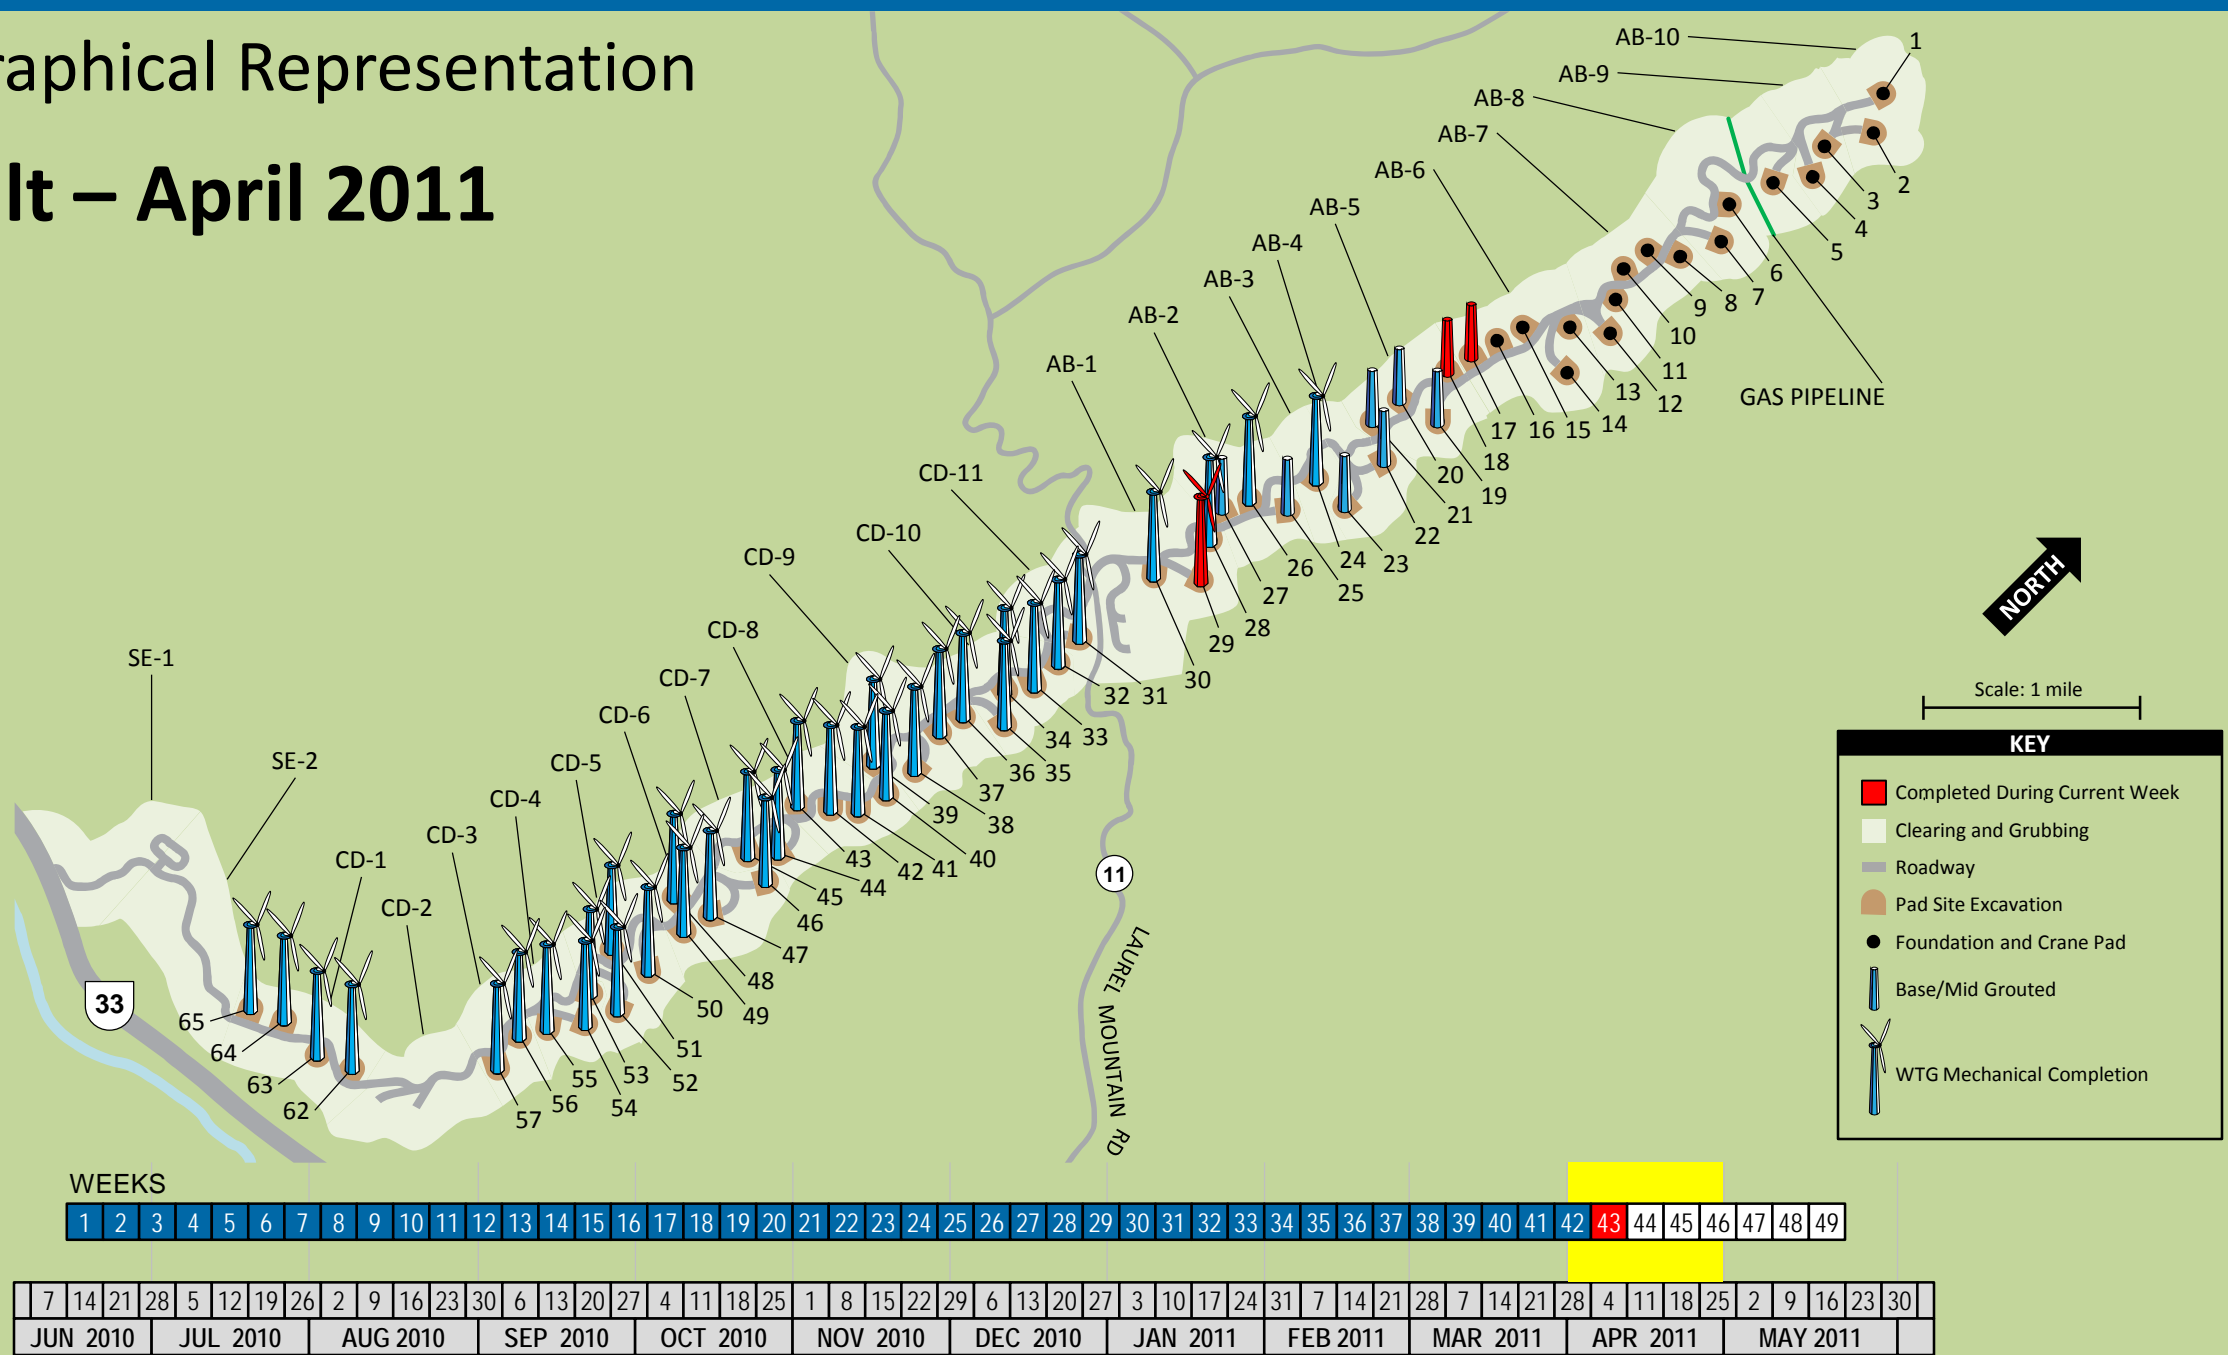 raphical Representation
lt – April 2011
AB-10
1
AB-9
AB-8
AB-7
AB-6
2
3
4
5
6
7
8
9
10
11
12
13
14
15
16
17
18
19
20
21
22
23
24
25
26
27
28
29
30
AB-5
AB-4
AB-3
AB-2
AB-1
GAS PIPELINE
CD-11
CD-10
CD-9
CD-8
CD-7
CD-6
CD-5
CD-4
CD-3
CD-2
CD-1
SE-2
SE-1
31
32
33
34
35
36
37
38
39
40
41
42
43
44
45
46
47
48
49
50
51
52
53
54
55
56
57
62
63
64
65
33
11
LAUREL MOUNTAIN RD
NORTH
Scale: 1 mile
KEY
Completed During Current Week
Clearing and Grubbing
Roadway
Pad Site Excavation
Foundation and Crane Pad
Base/Mid Grouted
WTG Mechanical Completion
WEEKS
1 2 3 4 5 6 7 8 9 10 11 12 13 14 15 16 17 18 19 20 21 22 23 24 25 26 27 28 29 30 31 32 33 34 35 36 37 38 39 40 41 42 43 44 45 46 47 48 49
7 14 21 28 5 12 19 26 2 9 16 23 30 6 13 20 27 4 11 18 25 1 8 15 22 29 6 13 20 27 3 10 17 24 31 7 14 21 28 7 14 21 28 4 11 18 25 2 9 16 23 30
JUN 2010 JUL 2010 AUG 2010 SEP 2010 OCT 2010 NOV 2010 DEC 2010 JAN 2011 FEB 2011 MAR 2011 APR 2011 MAY 2011